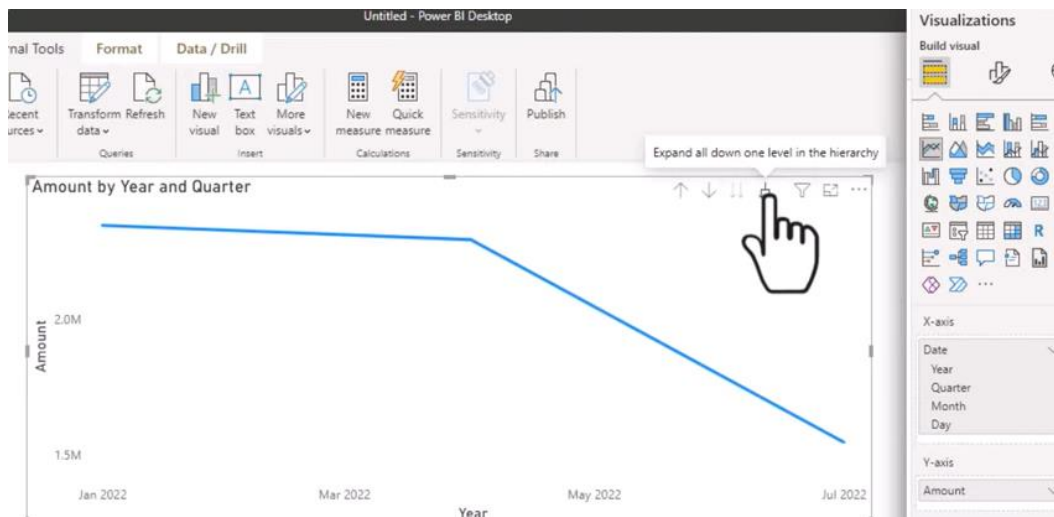 Untitled - Power BI Desktop
rnal Tools Format Data / Drill
ecent
urces
Transform
data
Refresh
New
visual
Text
box
More
visuals
New
measure
Quick
measure
Sensitivity
Publish
Queries
Insert
Calculations
Sensitivity
Share
Expand all down one level in the hierarchy
Amount by Year and Quarter
Amount
2.0M
1.5M
Jan 2022 Mar 2022 May 2022 Jul 2022
Year
Visualizations
Build visual
R
X-axis
Date
Year
Quarter
Month
Day
Y-axis
Amount